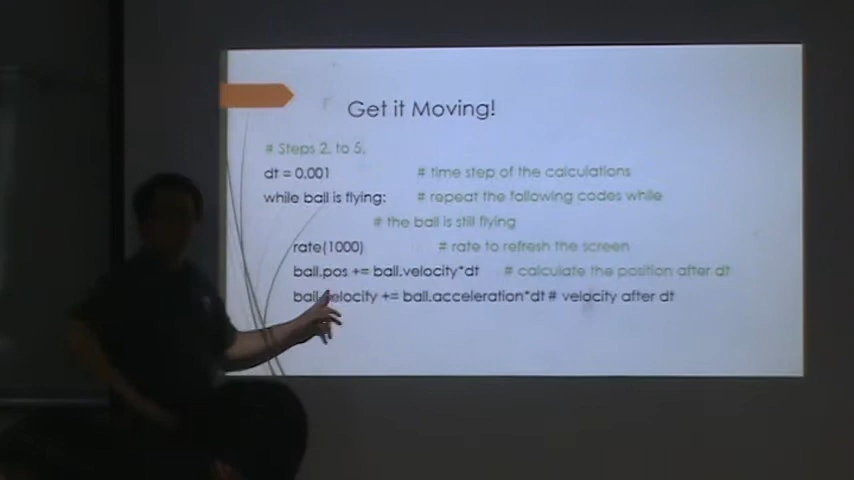 Get it Moving!
# Steps 2. to 5.
dt = 0.001 # time step of the calculations
while ball is flying: # repeat the following codes while
# the ball is still flying
rate(1000) # rate to refresh the screen
ball.pos += ball.velocity*dt # calculate the position after dt
ball.velocity += ball.acceleration*dt # velocity after dt